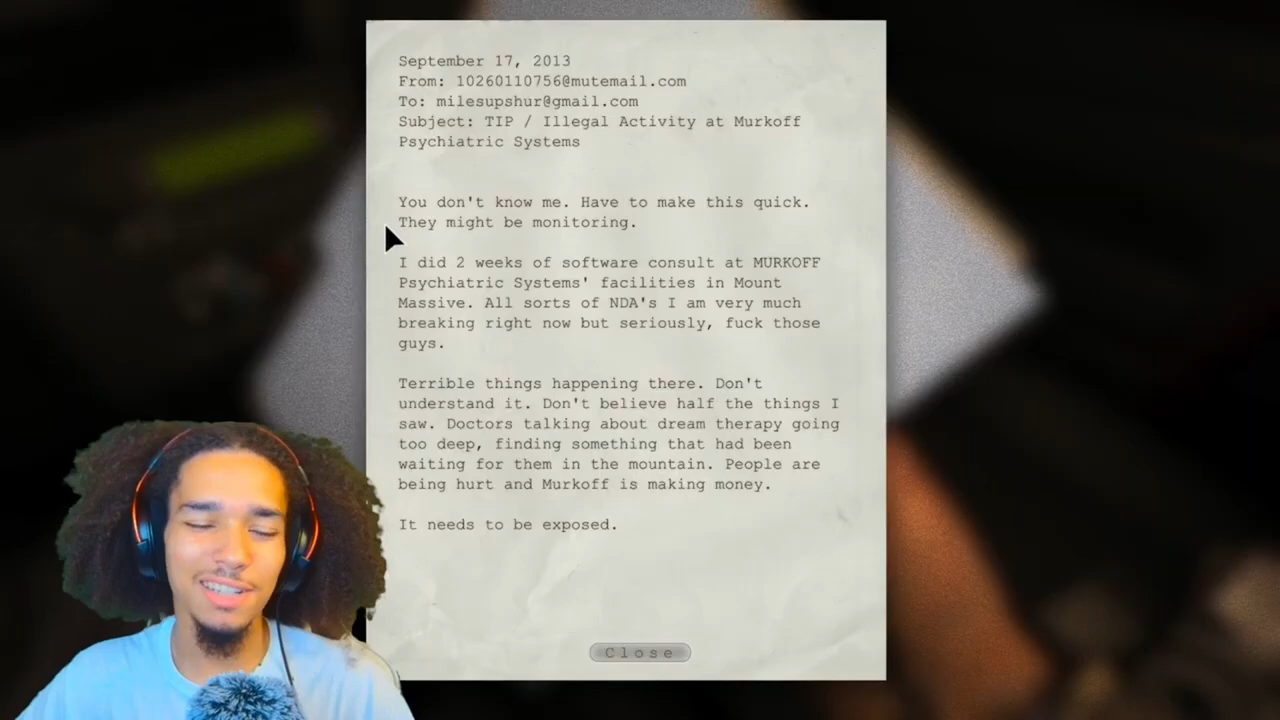 September 17, 2013
From: 10260110756@mutemail.com
To: milesupshur@gmail.com
Subject: TIP / Illegal Activity at Murkoff
Psychiatric Systems
You don't know me. Have to make this quick.
They might be monitoring.
I did 2 weeks of software consult at MURKOFF
Psychiatric Systems' facilities in Mount
Massive. All sorts of NDA's I am very much
breaking right now but seriously, fuck those
guys.
Terrible things happening there. Don't
understand it. Don't believe half the things I
saw. Doctors talking about dream therapy going
too deep, finding something that had been
waiting for them in the mountain. People are
being hurt and Murkoff is making money.
It needs to be exposed.
Close